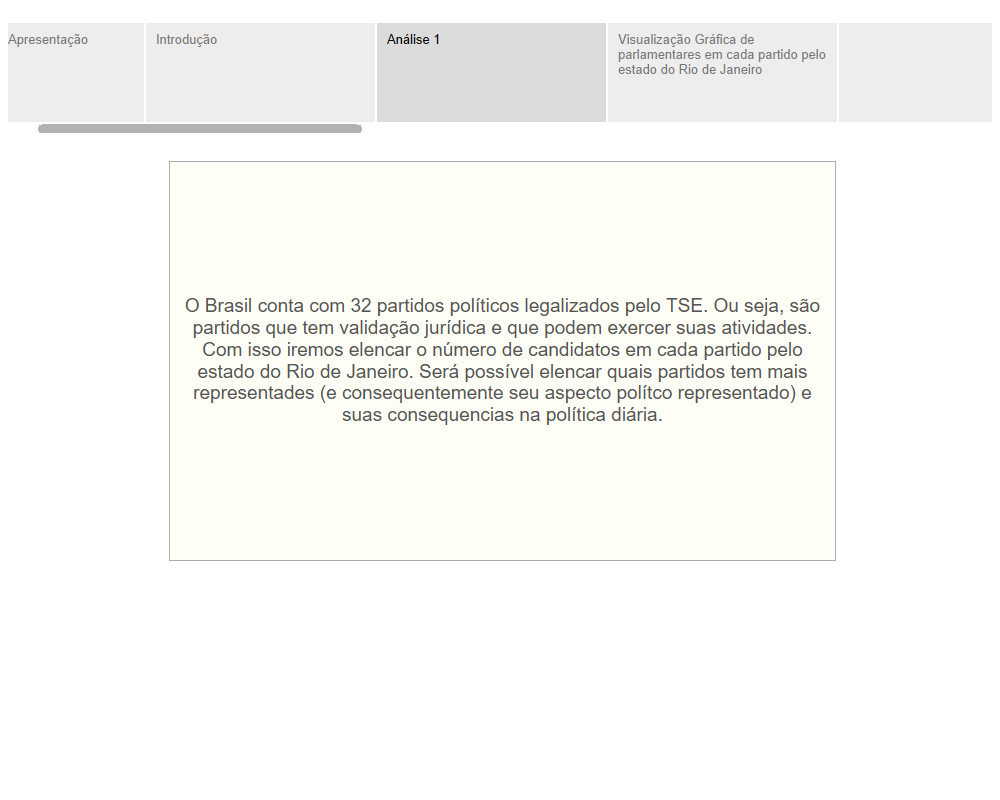 Apresentação
Introdução
Análise 1
Visualização Gráfica de
parlamentares em cada partido pelo
estado do Rio de Janeiro
O Brasil conta com 32 partidos políticos legalizados pelo TSE. Ou seja, são
partidos que tem validação jurídica e que podem exercer suas atividades.
Com isso iremos elencar o número de candidatos em cada partido pelo
estado do Rio de Janeiro. Será possível elencar quais partidos tem mais
representades (e consequentemente seu aspecto polítco representado) e
suas consequencias na política diária.